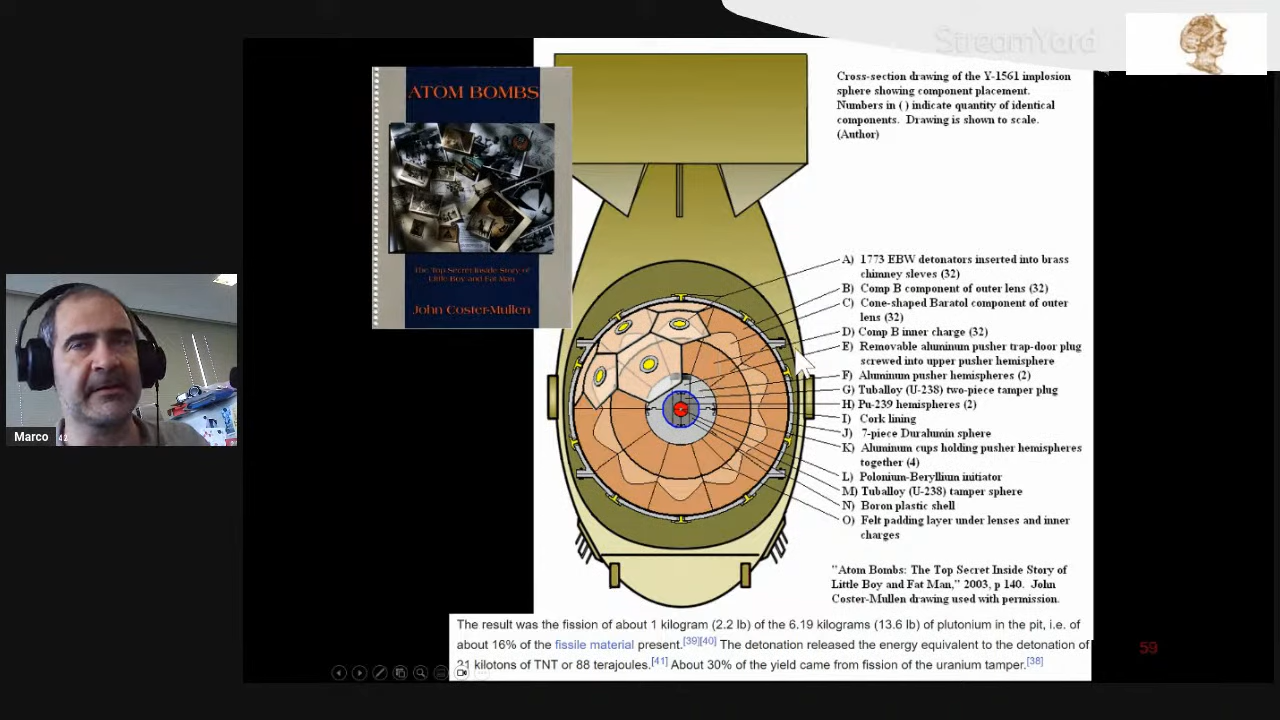 StreamYard
ATOM BOMBS
The Top Secret Inside Story of
Little Boy and Fat Man
John Coster-Mullen
Cross-section drawing of the Y-1561 implosion
sphere showing component placement.
Numbers in ( ) indicate quantity of identical
components. Drawing is shown to scale.
(Author)
A) 1773 EBW detonators inserted into brass
chimney sleves (32)
B) Comp B component of outer lens (32)
C) Cone-shaped Baratol component of outer
lens (32)
D) Comp B inner charge (32)
E) Removable aluminum pusher trap-door plug
screwed into upper pusher hemisphere
F) Aluminum pusher hemispheres (2)
G) Tuballoy (U-238) two-piece tamper plug
H) Pu-239 hemispheres (2)
I) Cork lining
J) 7-piece Duralumin sphere
K) Aluminum cups holding pusher hemispheres
together (4)
L) Polonium-Beryllium initiator
M) Tuballoy (U-238) tamper sphere
N) Boron plastic shell
O) Felt padding layer under lenses and inner
charges
"Atom Bombs: The Top Secret Inside Story of
Little Boy and Fat Man," 2003, p 140. John
Coster-Mullen drawing used with permission.
The result was the fission of about 1 kilogram (2.2 lb) of the 6.19 kilograms (13.6 lb) of plutonium in the pit, i.e. of
about 16% of the fissile material present.[39][40] The detonation released the energy equivalent to the detonation of
21 kilotons of TNT or 88 terajoules.[41] About 30% of the yield came from fission of the uranium tamper.[38]
59
Marco
42